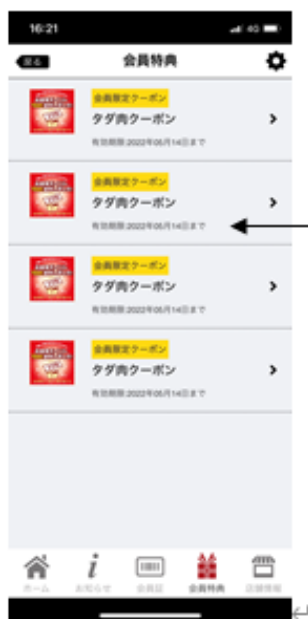 16:21
4G
戻る
会員特典
会員限定クーポン
タダ肉クーポン
有効期限:2022年05月14日まで
会員限定クーポン
タダ肉クーポン
有効期限:2022年05月14日まで
会員限定クーポン
タダ肉クーポン
有効期限:2022年05月14日まで
会員限定クーポン
タダ肉クーポン
有効期限:2022年05月14日まで
ホーム お知らせ 会員証 会員特典 店舗情報